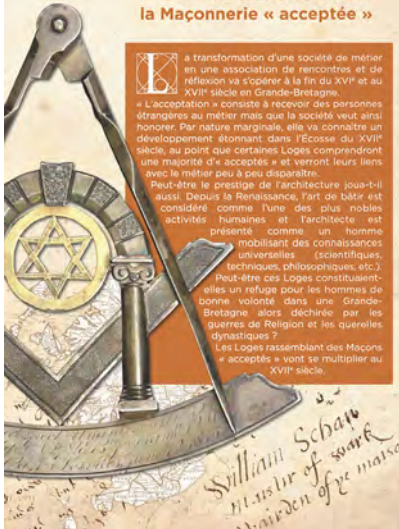 la Maçonnerie « acceptée »
La transformation d'une société de métier
en une association de rencontres et de
réflexion va s'opérer à la fin du XVIᵉ et au
XVIIᵉ siècle en Grande-Bretagne.
« L'acceptation » consiste à recevoir des personnes
étrangères au métier mais que la société veut ainsi
honorer. Par nature marginale, elle va connaître un
développement étonnant dans l'Écosse du XVIIᵉ
siècle, au point que certaines Loges comprendront
une majorité d'« acceptés » et verront leurs liens
avec le métier peu à peu disparaître.
Peut-être le prestige de l'architecture joua-t-il
aussi. Depuis la Renaissance, l'art de bâtir est
considéré comme l'une des plus nobles
activités humaines et l'architecte est
présenté comme un homme
mobilisant des connaissances
universelles (scientifiques,
techniques, philosophiques, etc.).
Peut-être ces Loges constituaient-
elles un refuge pour les hommes de
bonne volonté dans une Grande-
Bretagne alors déchirée par les
guerres de Religion et les querelles
dynastiques ?
Les Loges rassemblant des Maçons
« acceptés » vont se multiplier au
XVIIᵉ siècle.
William Schaw
maister of wark
Wairden of ye maiso